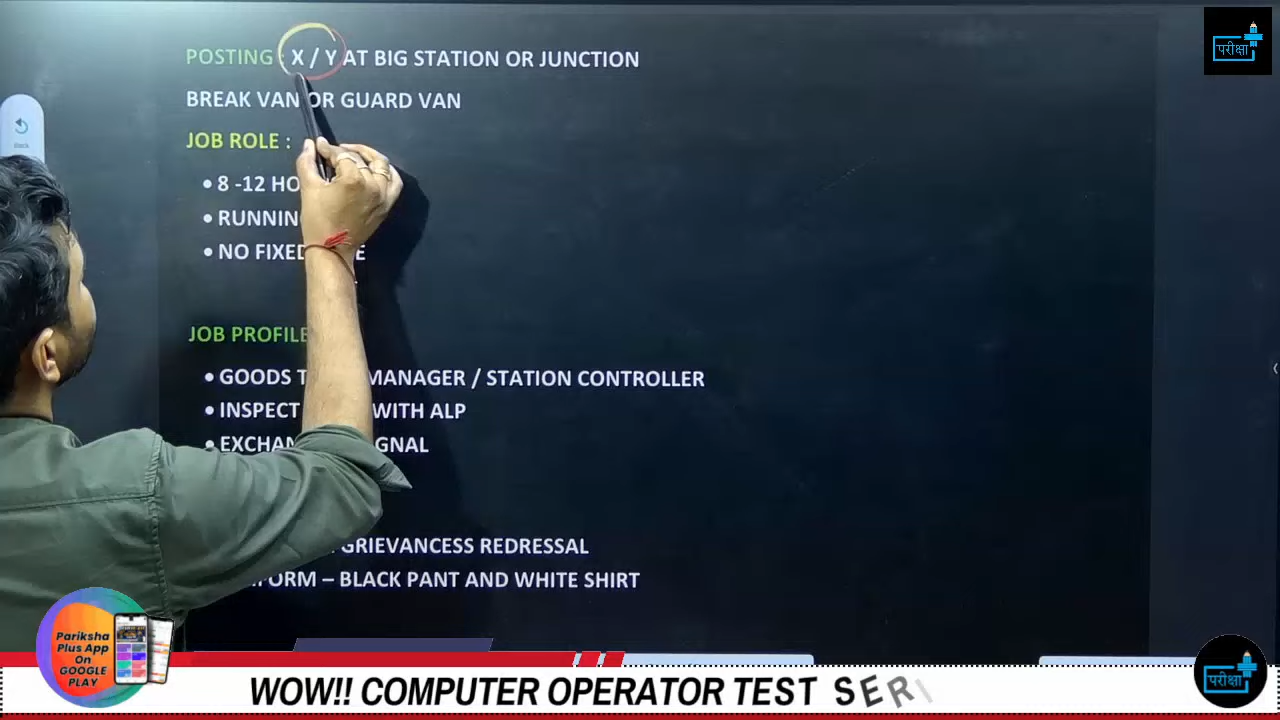 परीक्षा
POSTING : X / Y AT BIG STATION OR JUNCTION
BREAK VAN OR GUARD VAN
Back
JOB ROLE :
• 8 -12
• RUNNIN
• NO FIXED
JOB PROFILE
• GOODS MANAGER / STATION CONTROLLER
• INSPECT WITH ALP
• EXCHAN GNAL
GRIEVANCESS REDRESSAL
FORM – BLACK PANT AND WHITE SHIRT
Pariksha
Plus App
On
GOOGLE
PLAY
WOW!! COMPUTER OPERATOR TEST SERI
परीक्षा